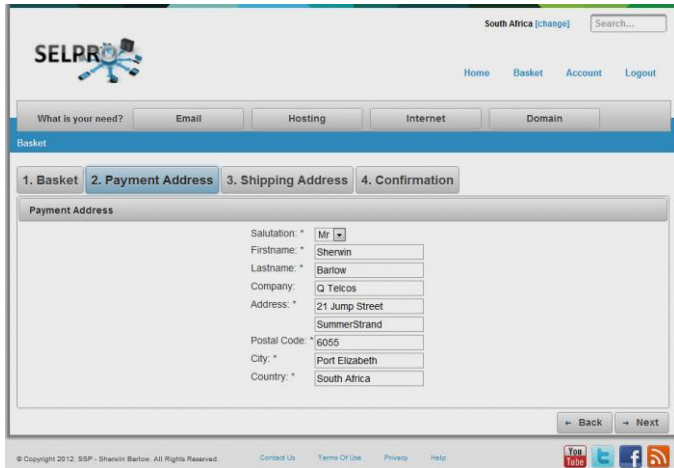 South Africa [change] Search...
SELPRO
Home Basket Account Logout
What is your need? Email Hosting Internet Domain
Basket
1. Basket 2. Payment Address 3. Shipping Address 4. Confirmation
Payment Address
Salutation: * Mr
Firstname: * Sherwin
Lastname: * Barlow
Company: Q Telcos
Address: * 21 Jump Street
SummerStrand
Postal Code: * 6055
City: * Port Elizabeth
Country: * South Africa
← Back → Next
© Copyright 2012. SSP - Sherwin Barlow. All Rights Reserved. Contact Us Terms Of Use Privacy Help
You Tube t f